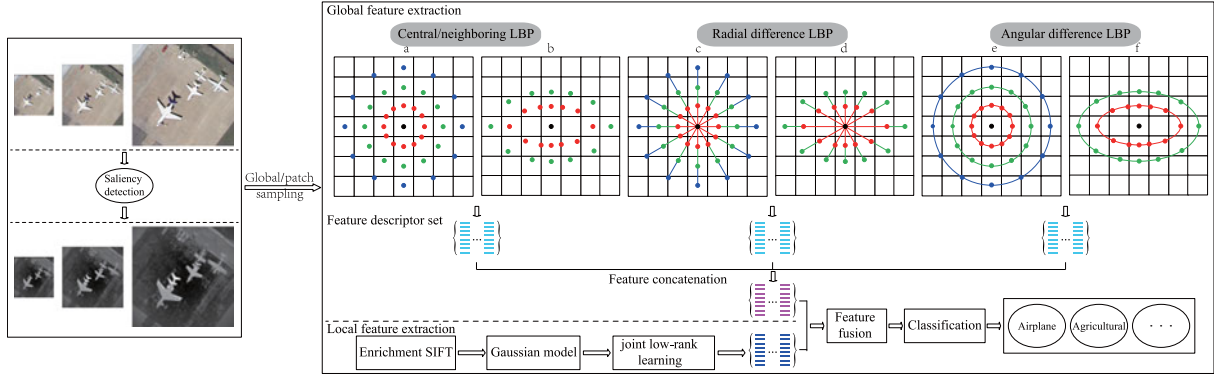 Global feature extraction
Central/neighboring LBP
Radial difference LBP
Angular difference LBP
a
b
c
d
e
f
Saliency
detection
Global/patch
sampling
Feature descriptor set
{ ... }
{ ... }
{ ... }
Feature concatenation
{ ... }
Local feature extraction
Enrichment SIFT
Gaussian model
joint low-rank
learning
{ ... }
Feature
fusion
Classification
Airplane
Agricultural
. . .